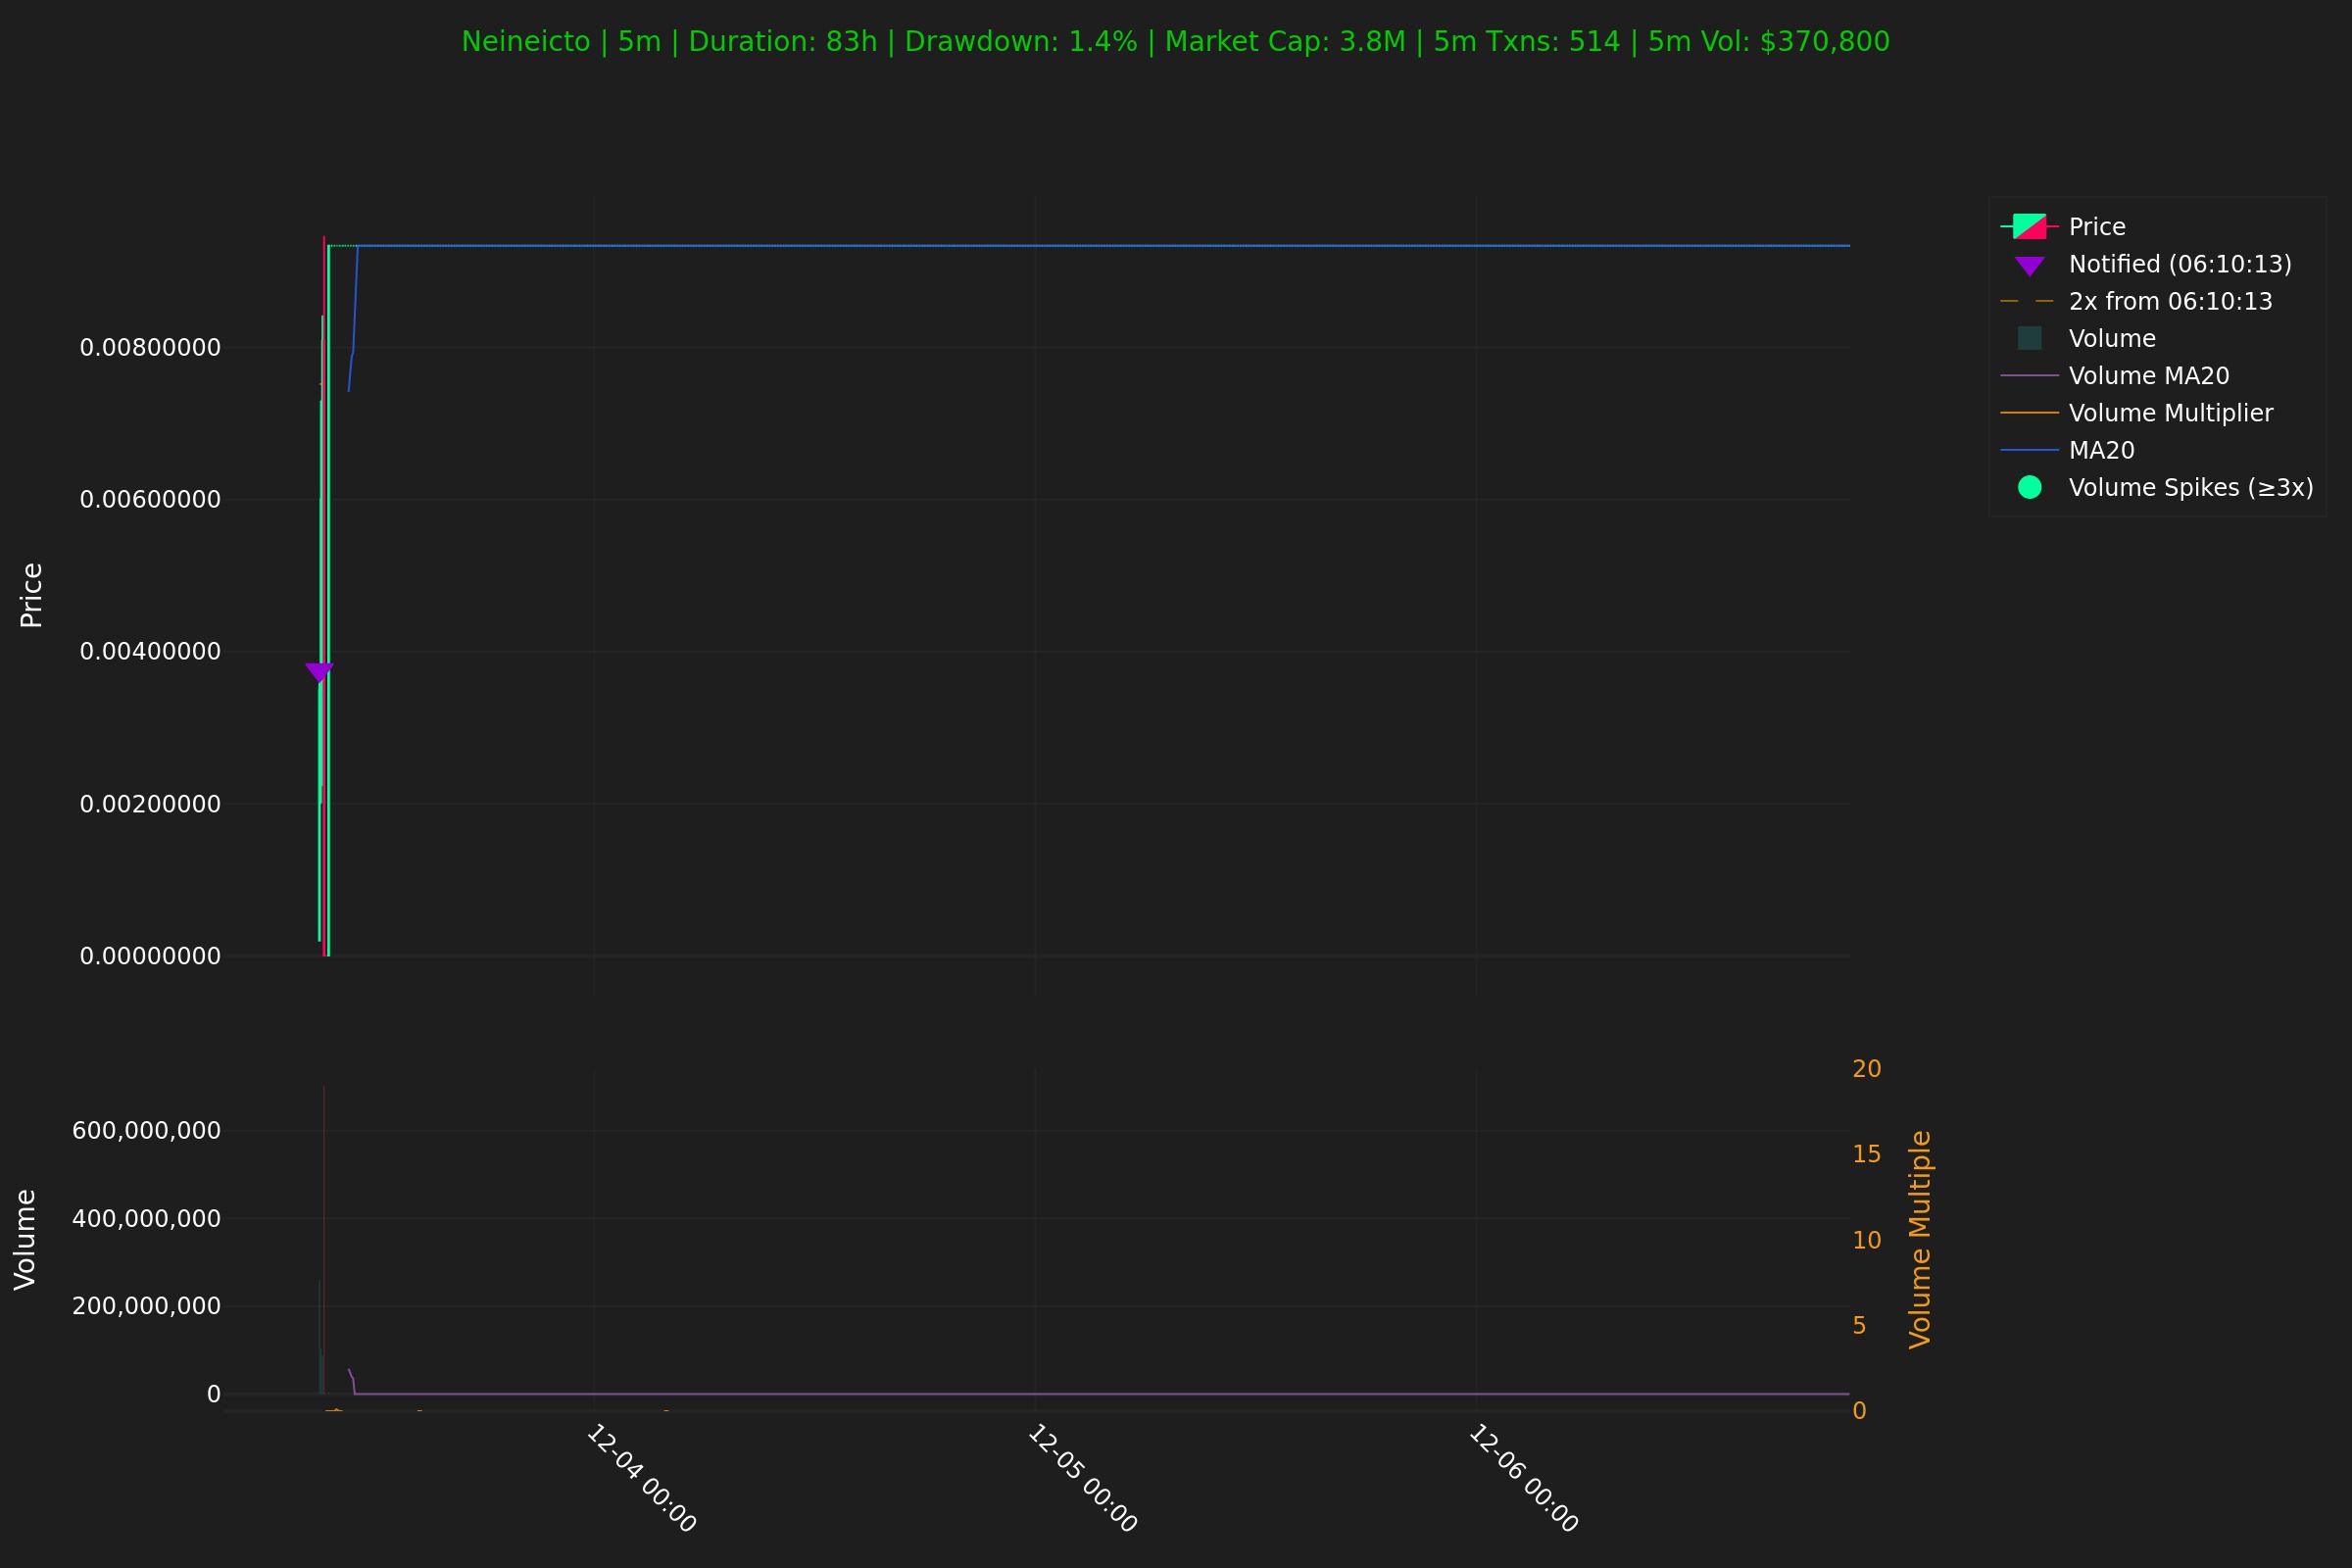 Neineicto | 5m | Duration: 83h | Drawdown: 1.4% | Market Cap: 3.8M | 5m Txns: 514 | 5m Vol: $370,800
Price
Notified (06:10:13)
2x from 06:10:13
Volume
Volume MA20
Volume Multiplier
MA20
Volume Spikes (≥3x)
Price
0.00800000
0.00600000
0.00400000
0.00200000
0.00000000
Volume
600,000,000
400,000,000
200,000,000
0
20
15
10
5
0
Volume Multiple
12-04 00:00
12-05 00:00
12-06 00:00